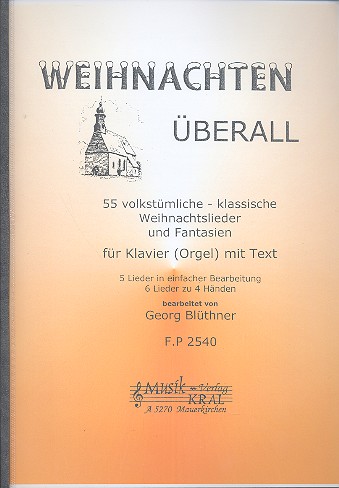 WEIHNACHTEN
ÜBERALL
55 volkstümliche - klassische
Weihnachtslieder
und Fantasien
für Klavier (Orgel) mit Text
5 Lieder in einfacher Bearbeitung
6 Lieder zu 4 Händen
bearbeitet von
Georg Blüthner
F.P 2540
MUSIK - Verlag
KRAL
A 5270 Mauerkirchen